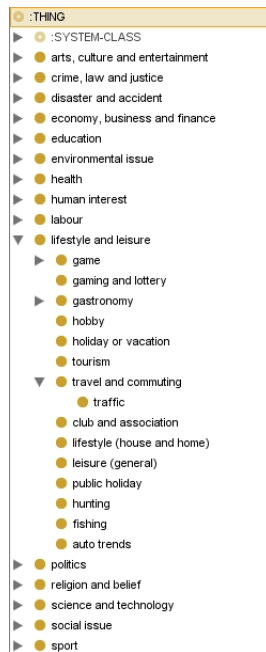 :THING
:SYSTEM-CLASS
arts, culture and entertainment
crime, law and justice
disaster and accident
economy, business and finance
education
environmental issue
health
human interest
labour
lifestyle and leisure
game
gaming and lottery
gastronomy
hobby
holiday or vacation
tourism
travel and commuting
traffic
club and association
lifestyle (house and home)
leisure (general)
public holiday
hunting
fishing
auto trends
politics
religion and belief
science and technology
social issue
sport